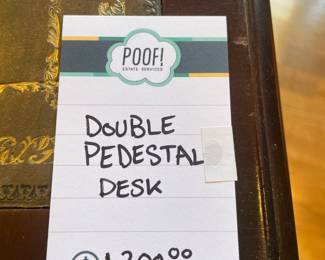 POOF!
ESTATE SERVICES
DOUBLE
PEDESTAL
DESK